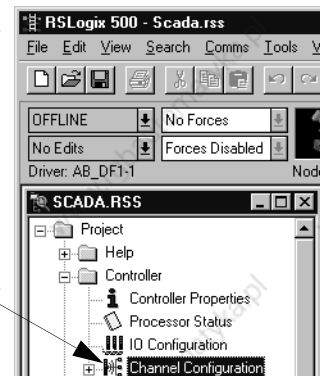 RSLogix 500 - Scada.rss
File Edit View Search Comms Tools
OFFLINE No Forces
No Edits Forces Disabled
Driver: AB_DF1-1 Node
SCADA.RSS
Project
Help
Controller
Controller Properties
Processor Status
IO Configuration
Channel Configuration